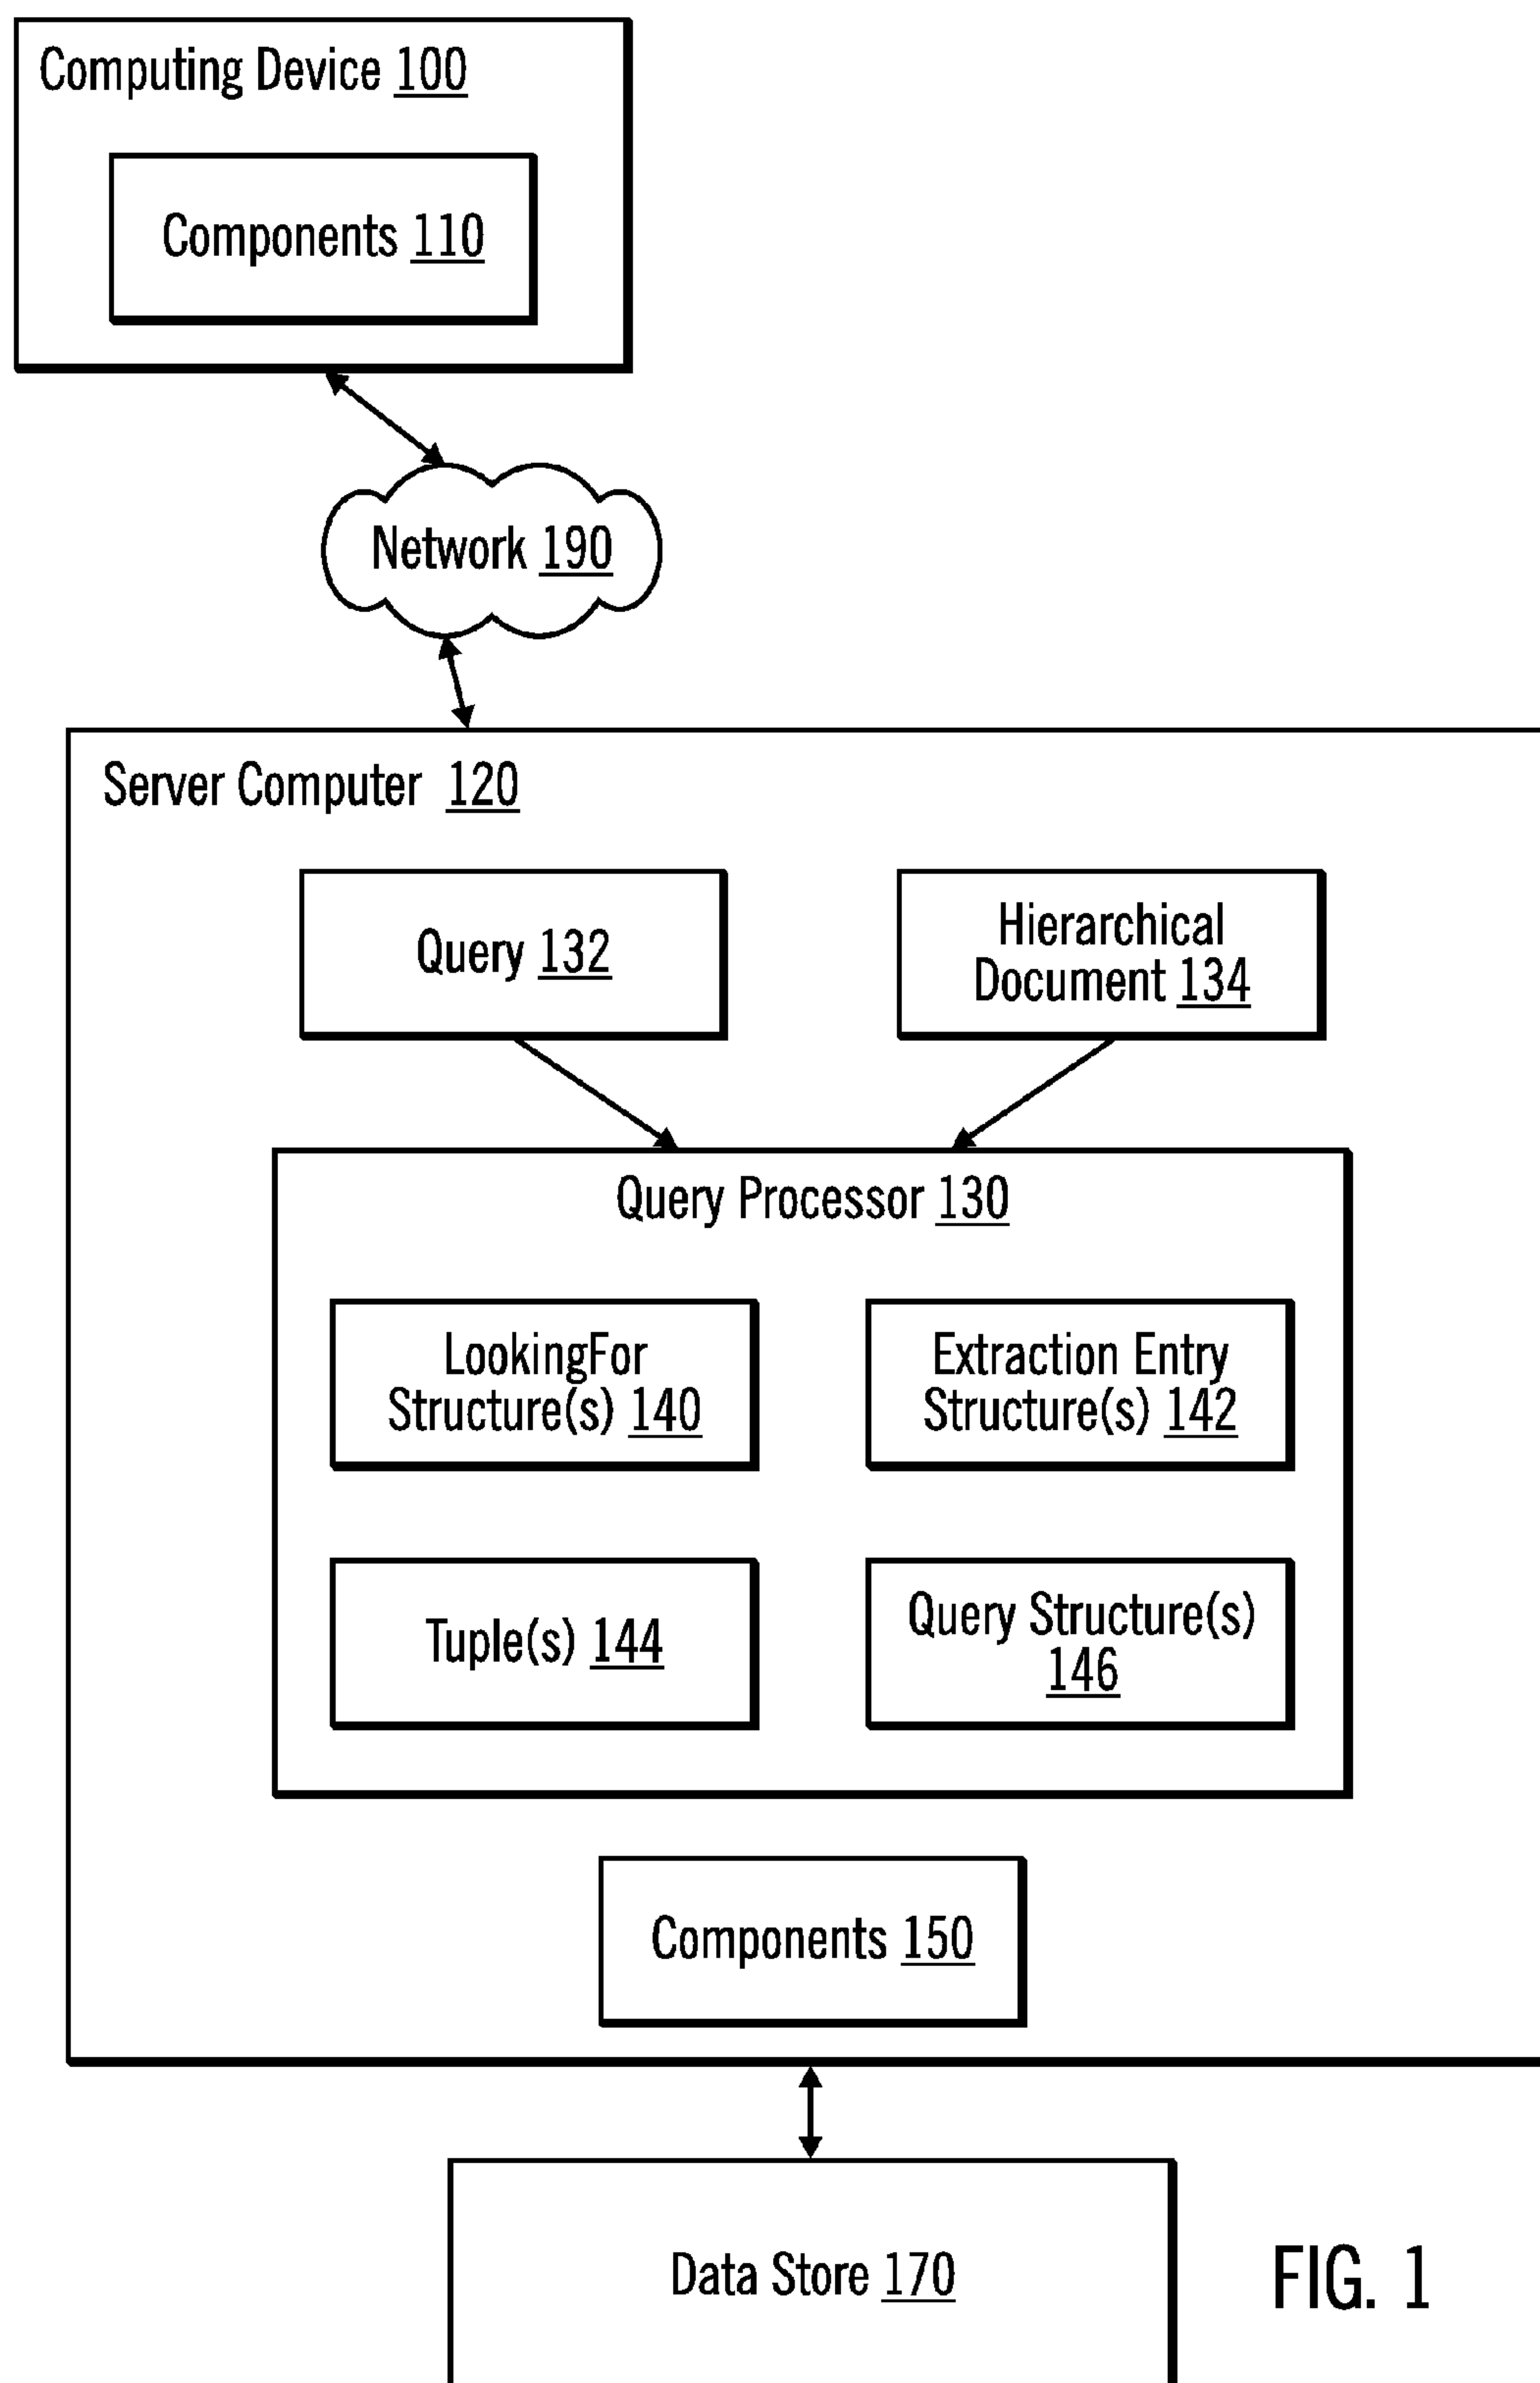 Computing Device 100
Components 110
Network 190
Server Computer 120
Query 132
Hierarchical
Document 134
Query Processor 130
LookingFor
Structure(s) 140
Extraction Entry
Structure(s) 142
Tuple(s) 144
Query Structure(s)
146
Components 150
Data Store 170
FIG. 1